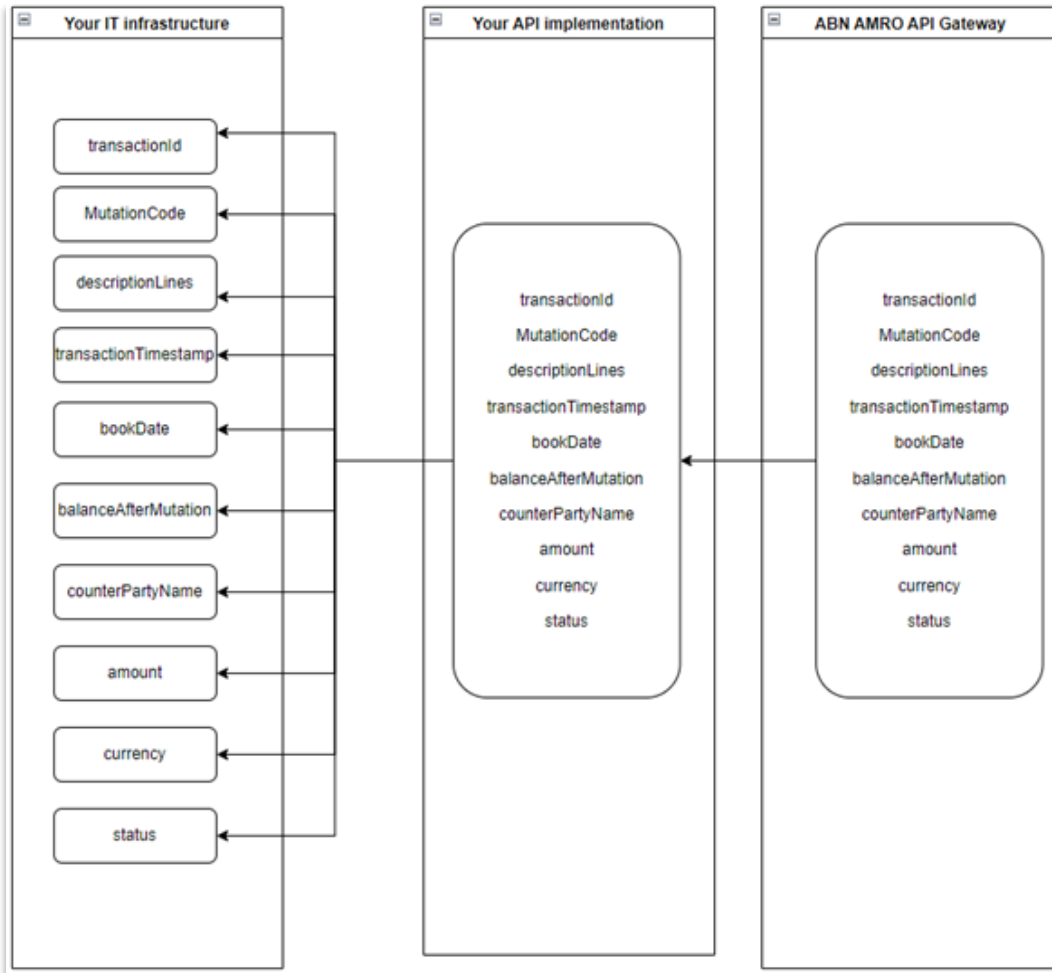 Your IT infrastructure
transactionId
MutationCode
descriptionLines
transactionTimestamp
bookDate
balanceAfterMutation
counterPartyName
amount
currency
status
Your API implementation
transactionId
MutationCode
descriptionLines
transactionTimestamp
bookDate
balanceAfterMutation
counterPartyName
amount
currency
status
ABN AMRO API Gateway
transactionId
MutationCode
descriptionLines
transactionTimestamp
bookDate
balanceAfterMutation
counterPartyName
amount
currency
status